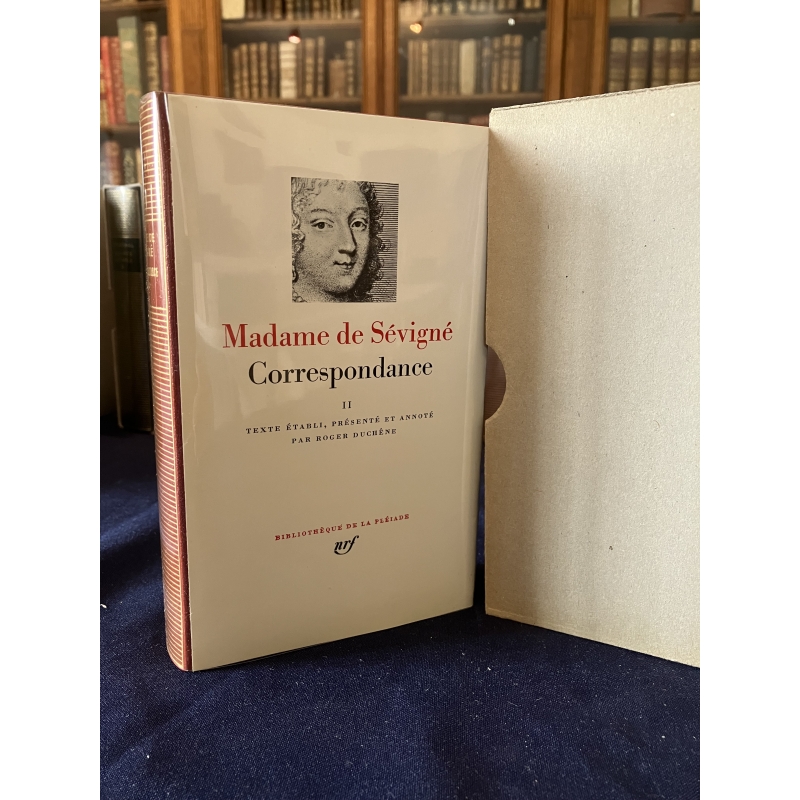 Madame de Sévigné
Correspondance
II
TEXTE ÉTABLI, PRÉSENTÉ ET ANNOTÉ
PAR ROGER DUCHÊNE
BIBLIOTHÈQUE DE LA PLÉIADE
nrf